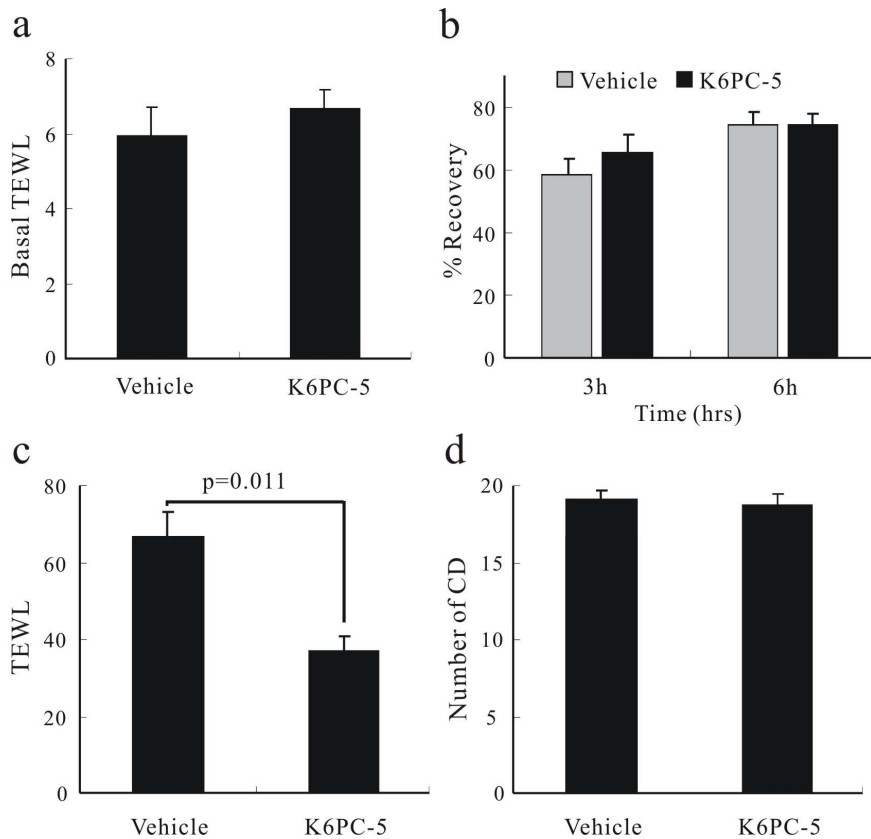 a
8
6
4
2
0
Basal TEWL
Vehicle K6PC-5
b
Vehicle K6PC-5
80
60
40
20
0
% Recovery
3h 6h
Time (hrs)
c
80
60
40
20
0
TEWL
p=0.011
Vehicle K6PC-5
d
20
15
10
5
0
Number of CD
Vehicle K6PC-5